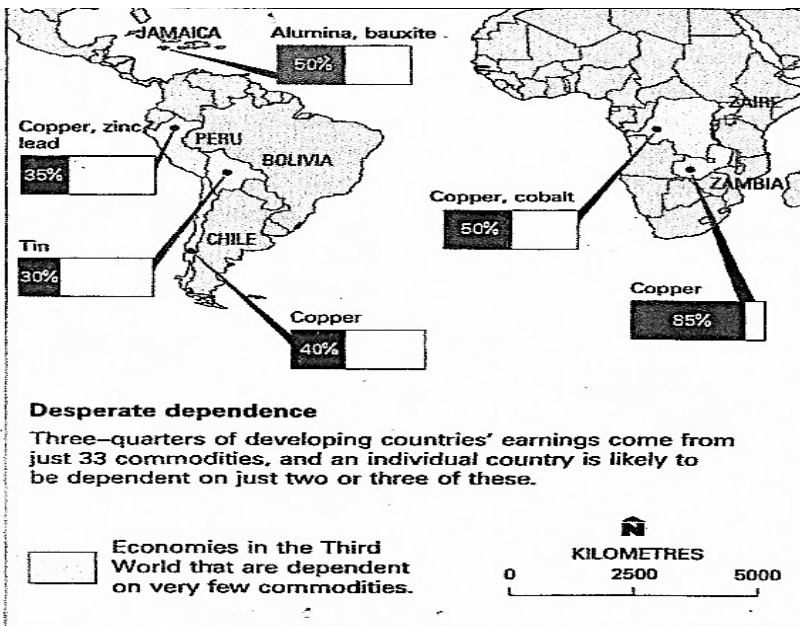 JAMAICA
Alumina, bauxite
50%
Copper, zinc,
lead
35%
PERU
BOLIVIA
Tin
30%
CHILE
Copper
40%
ZAIRE
ZAMBIA
Copper, cobalt
50%
Copper
85%
Desperate dependence
Three–quarters of developing countries' earnings come from
just 33 commodities, and an individual country is likely to
be dependent on just two or three of these.
Economies in the Third
World that are dependent
on very few commodities.
N
KILOMETRES
0 2500 5000